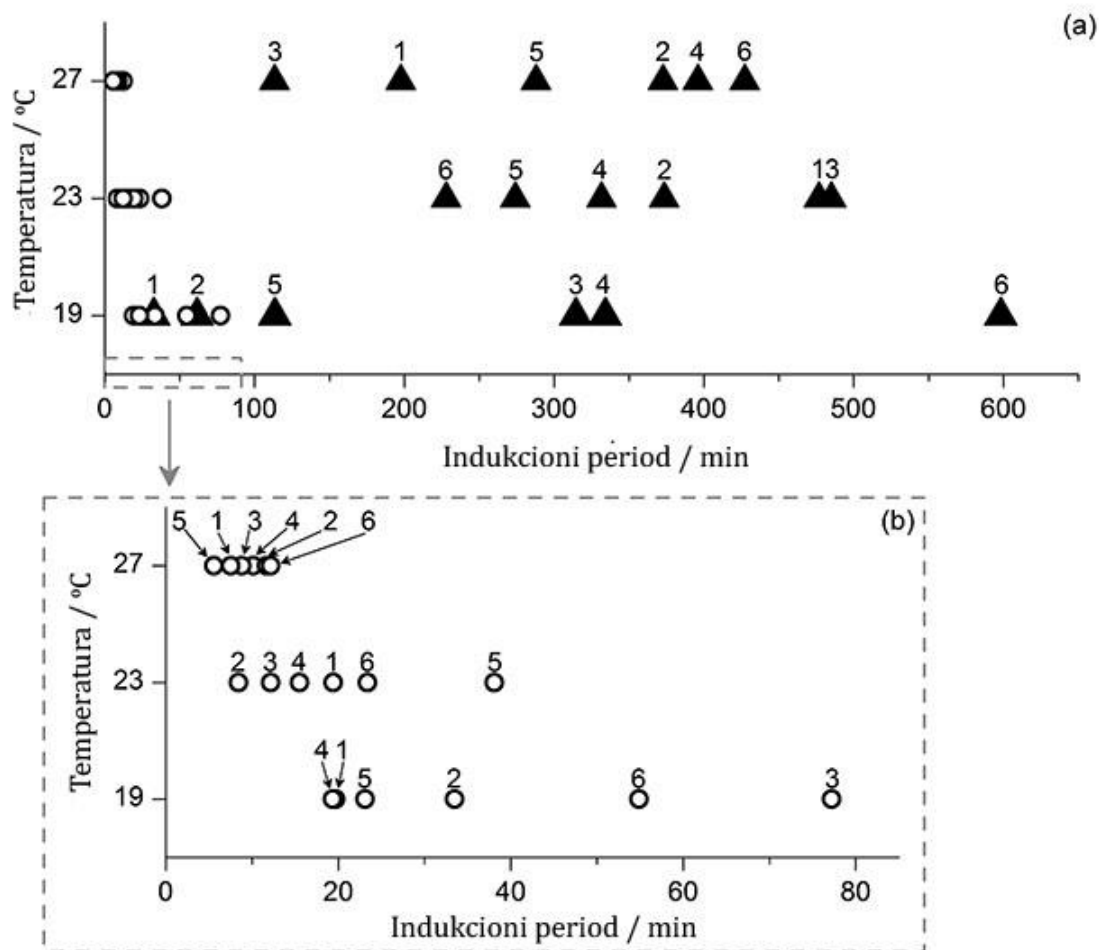 (a)
3 1 5 2 4 6
27
6 5 4 2 13
23
1 2 5 3 4 6
19
Temperatura / ºC
0 100 200 300 400 500 600
Indukcioni period / min
(b)
5 1 3 4 2 6
27
2 3 4 1 6 5
23
4 1 5 2 6 3
19
Temperatura / ºC
0 20 40 60 80
Indukcioni period / min